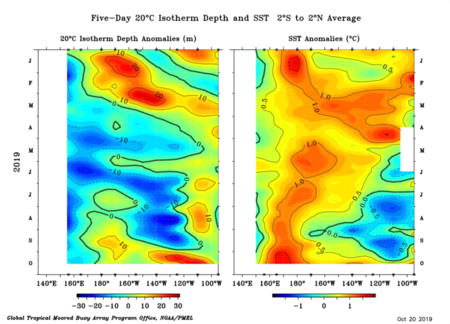 Five-Day 20°C Isotherm Depth and SST 2°S to 2°N Average
20°C Isotherm Depth Anomalies (m)
SST Anomalies (°C)
J
F
M
A
M
J
J
A
S
O
2019
J
F
M
A
M
J
J
A
S
O
140°E 160°E 180° 160°W 140°W 120°W 100°W
140°E 160°E 180° 160°W 140°W 120°W 100°W
-30 -20 -10 0 10 20 30
-1 0 1
Global Tropical Moored Buoy Array Program Office, NOAA/PMEL
Oct 20 2019